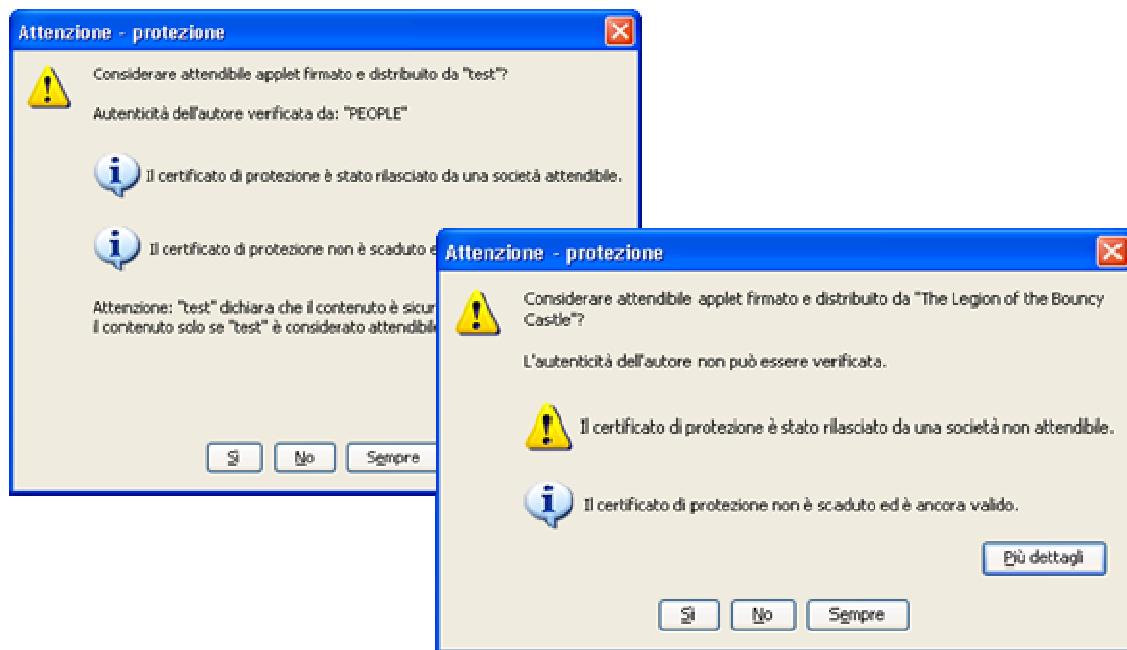 Attenzione - protezione
Considerare attendibile applet firmato e distribuito da "test"?
Autenticità dell'autore verificata da: "PEOPLE"
Il certificato di protezione è stato rilasciato da una società attendibile.
Il certificato di protezione non è scaduto e
Attenzione: "test" dichiara che il contenuto è sicur
il contenuto solo se "test" è considerato attendibile
Sì
No
Sempre
Attenzione - protezione
Considerare attendibile applet firmato e distribuito da "The Legion of the Bouncy
Castle"?
L'autenticità dell'autore non può essere verificata.
Il certificato di protezione è stato rilasciato da una società non attendibile.
Il certificato di protezione non è scaduto ed è ancora valido.
Più dettagli
Sì
No
Sempre